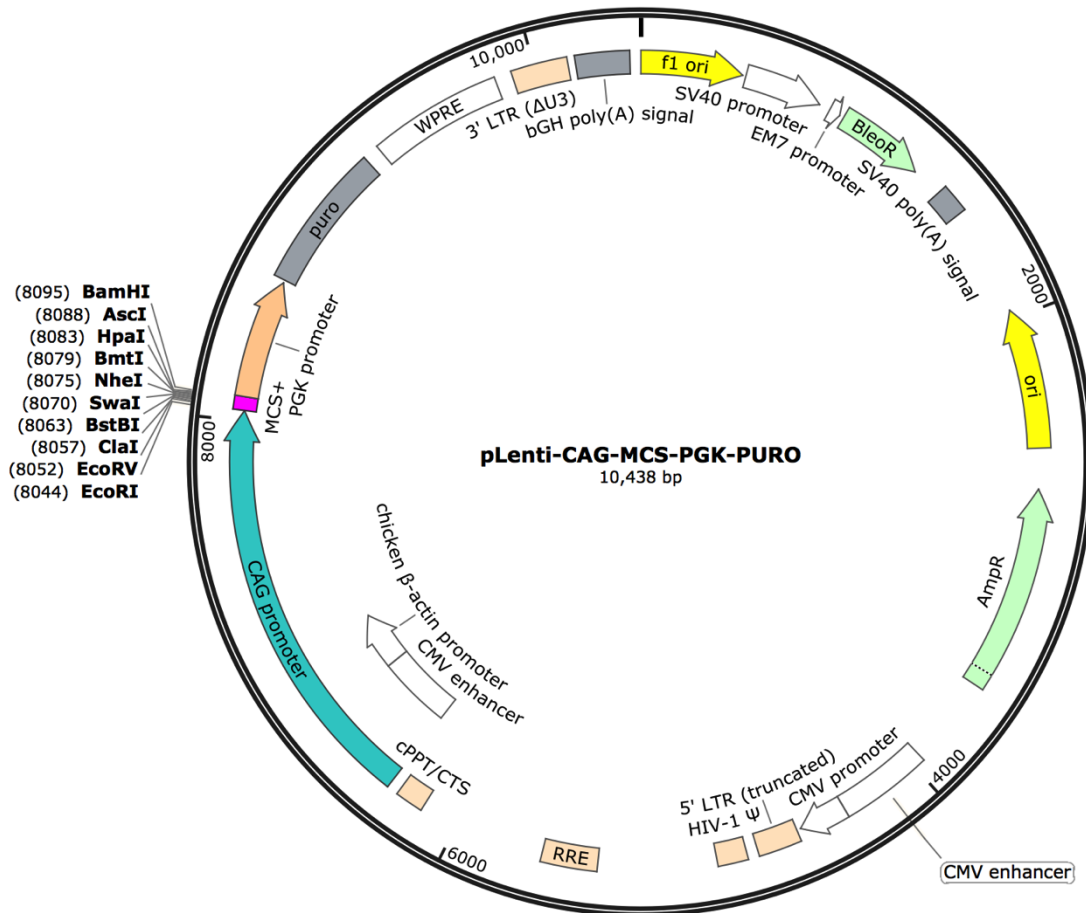 10,000
f1 ori
SV40 promoter
EM7 promoter
BleoR
SV40 poly(A) signal
2000
ori
AmpR
4000
CMV enhancer
CMV promoter
5' LTR (truncated)
HIV-1 Ψ
RRE
6000
cPPT/CTS
CAG promoter
chicken β-actin promoter
CMV enhancer
8000
MCS+
PGK promoter
puro
WPRE
3' LTR (ΔU3)
bGH poly(A) signal
(8095) BamHI
(8088) AscI
(8083) HpaI
(8079) BmtI
(8075) NheI
(8070) SwaI
(8063) BstBI
(8057) ClaI
(8052) EcoRV
(8044) EcoRI
pLenti-CAG-MCS-PGK-PURO
10,438 bp